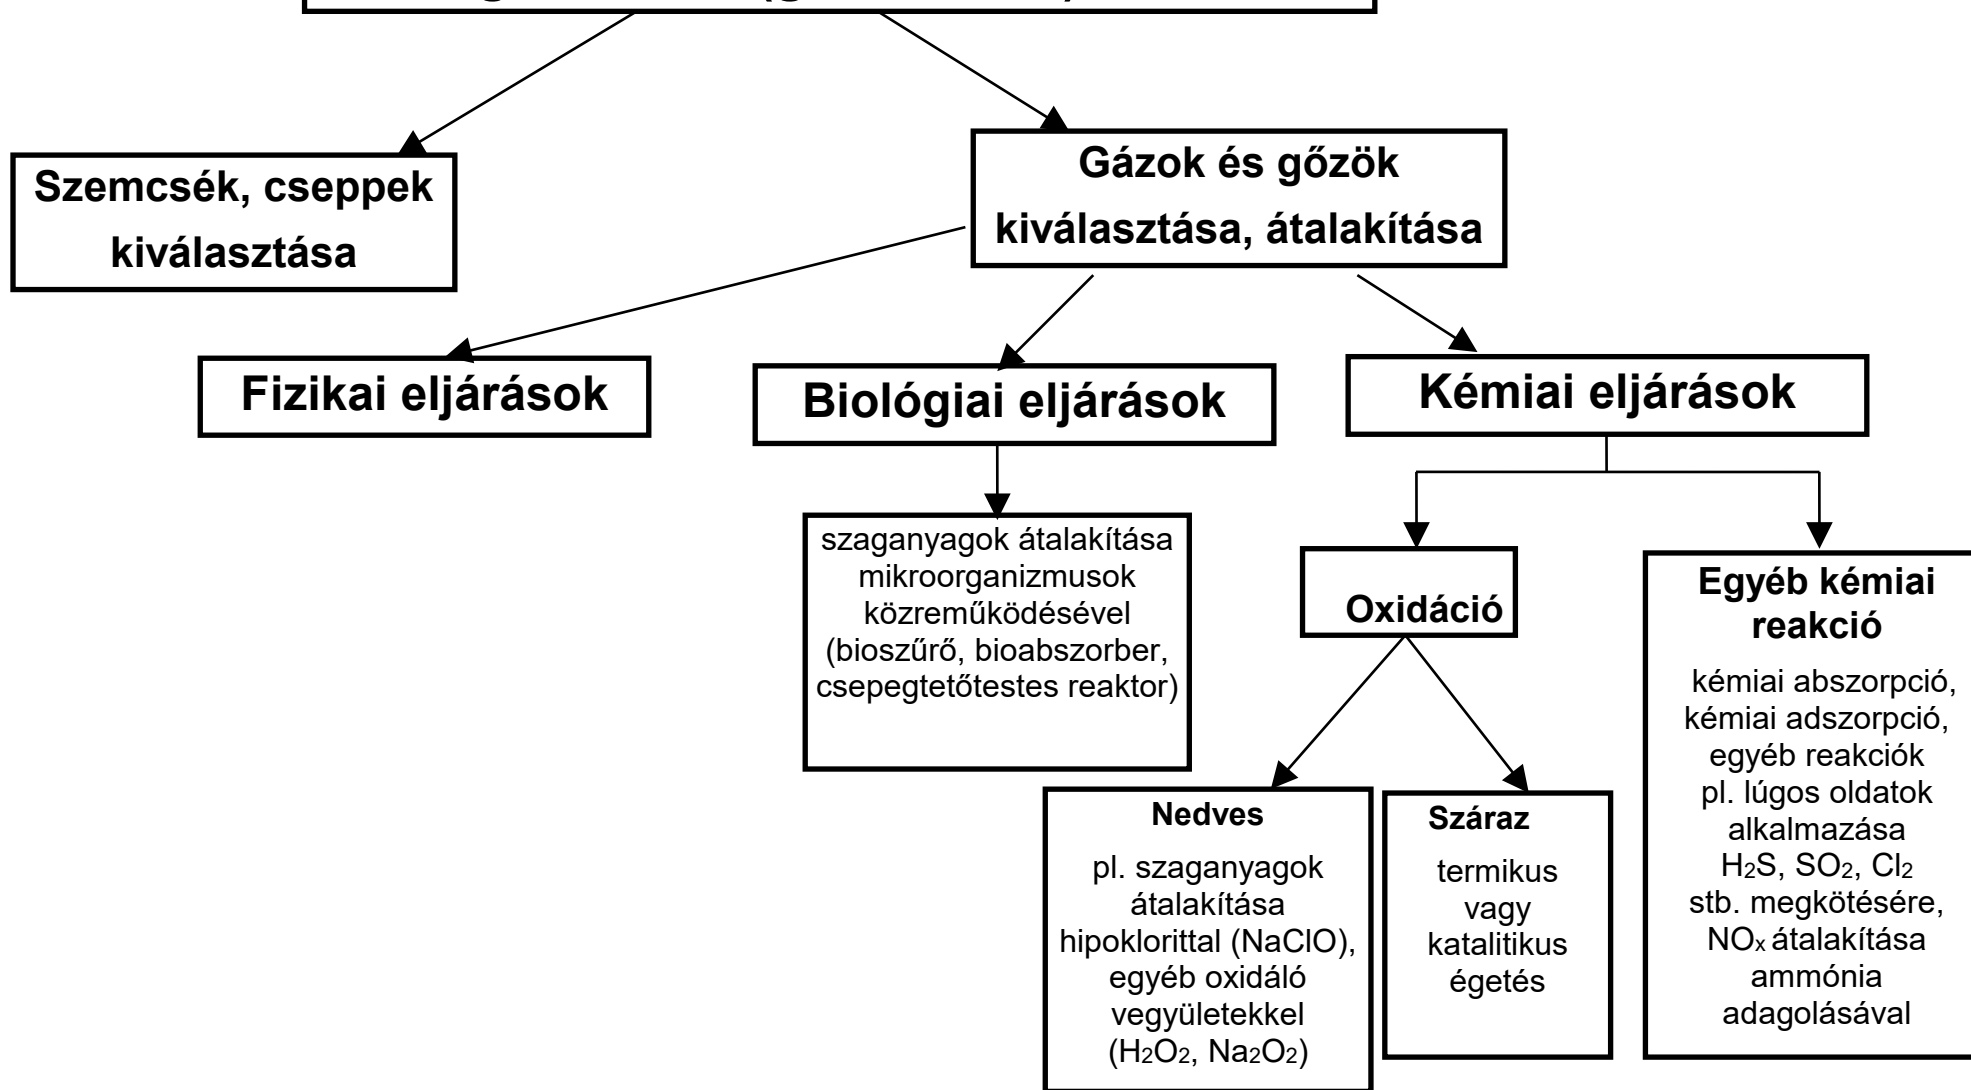 Szemcsék, cseppek
kiválasztása
Gázok és gőzök
kiválasztása, átalakítása
Fizikai eljárások
Biológiai eljárások
Kémiai eljárások
szaganyagok átalakítása
mikroorganizmusok
közreműködésével
(bioszűrő, bioabszorber,
csepegtetőtestes reaktor)
Oxidáció
Egyéb kémiai
reakció
kémiai abszorpció,
kémiai adszorpció,
egyéb reakciók
pl. lúgos oldatok
alkalmazása
H2S, SO2, Cl2
stb. megkötésére,
NOx átalakítása
ammónia
adagolásával
Nedves
pl. szaganyagok
átalakítása
hipoklorittal (NaClO),
egyéb oxidáló
vegyületekkel
(H2O2, Na2O2)
Száraz
termikus
vagy
katalitikus
égetés